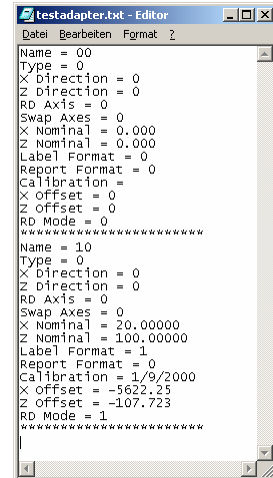 testadapter.txt - Editor
Datei Bearbeiten Format ?
Name = 00
Type = 0
X Direction = 0
Z Direction = 0
RD Axis = 0
Swap Axes = 0
X Nominal = 0.000
Z Nominal = 0.000
Label Format = 0
Report Format = 0
Calibration =
X Offset = 0
Z Offset = 0
RD Mode = 0
************************
Name = 10
Type = 0
X Direction = 0
Z Direction = 0
RD Axis = 0
Swap Axes = 0
X Nominal = 20.00000
Z Nominal = 100.00000
Label Format = 1
Report Format = 0
Calibration = 1/9/2000
X Offset = -5622.25
Z Offset = -107.723
RD Mode = 1
************************